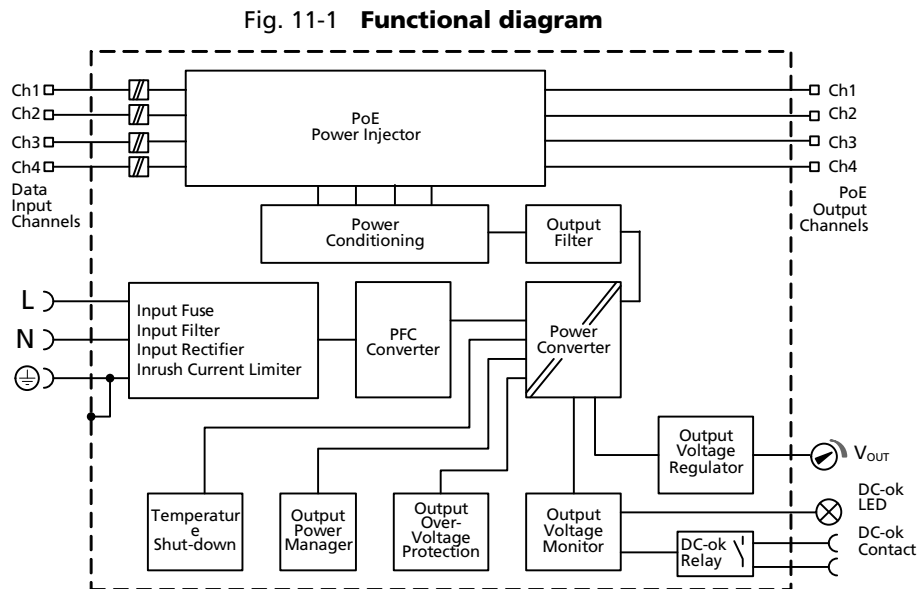 Fig. 11-1 Functional diagram
Ch1
Ch2
Ch3
Ch4
Data
Input
Channels
PoE
Power Injector
Ch1
Ch2
Ch3
Ch4
PoE
Output
Channels
Power
Conditioning
Output
Filter
L
N
Input Fuse
Input Filter
Input Rectifier
Inrush Current Limiter
PFC
Converter
Power
Converter
Output
Voltage
Regulator
VOUT
Temperatur
e
Shut-down
Output
Power
Manager
Output
Over-
Voltage
Protection
Output
Voltage
Monitor
DC-ok
Relay
DC-ok
LED
DC-ok
Contact